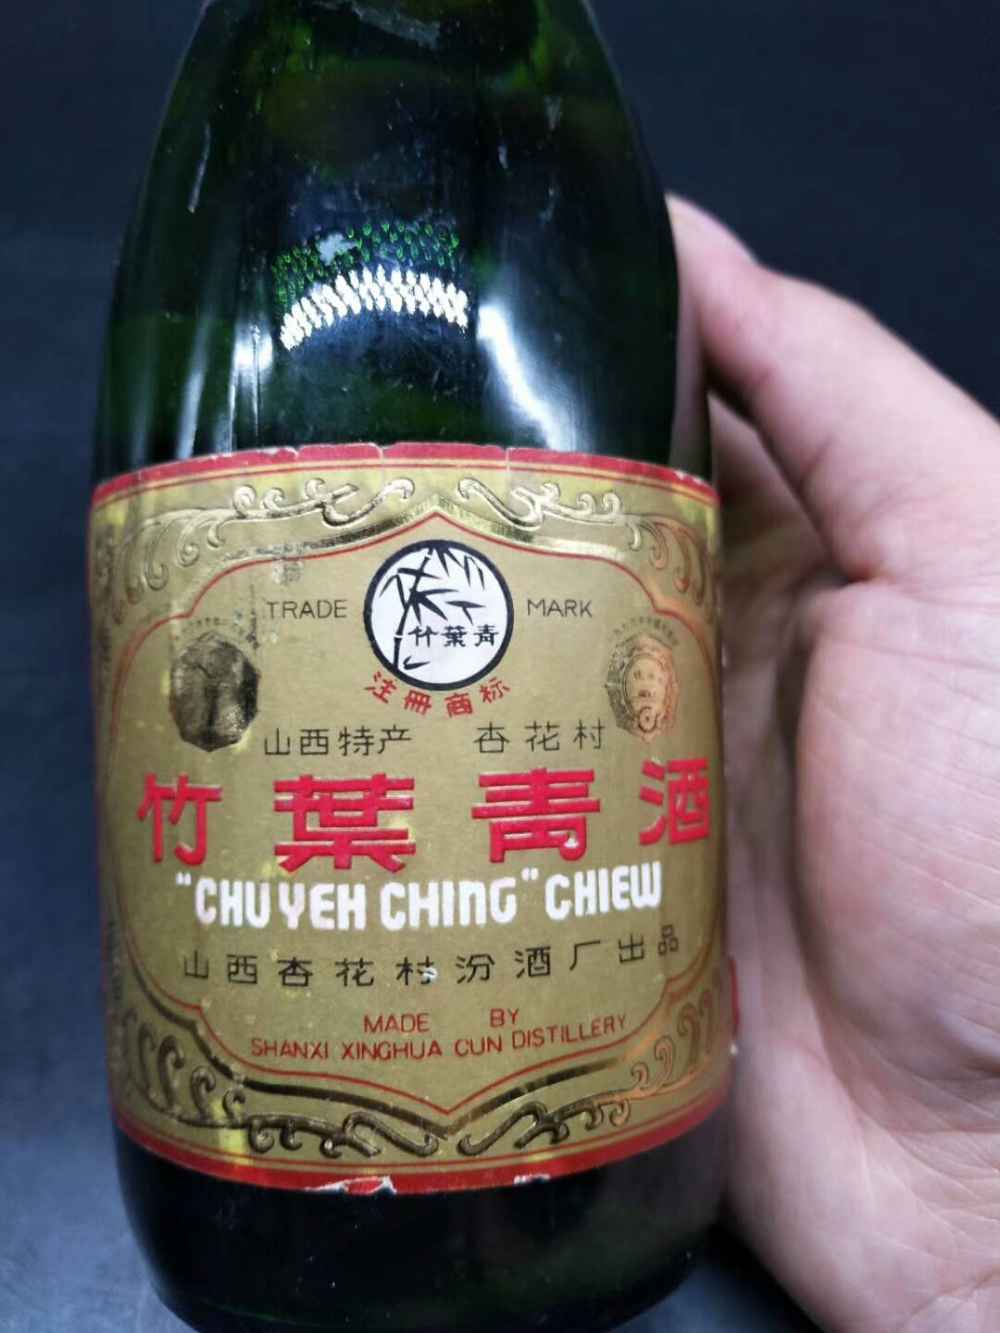 TRADE MARK
竹葉青
注冊商标
山西特产 杏花村
竹葉青酒
"CHU YEH CHING" CHIEW
山西杏花村汾酒厂出品
MADE BY
SHANXI XINGHUA CUN DISTILLERY